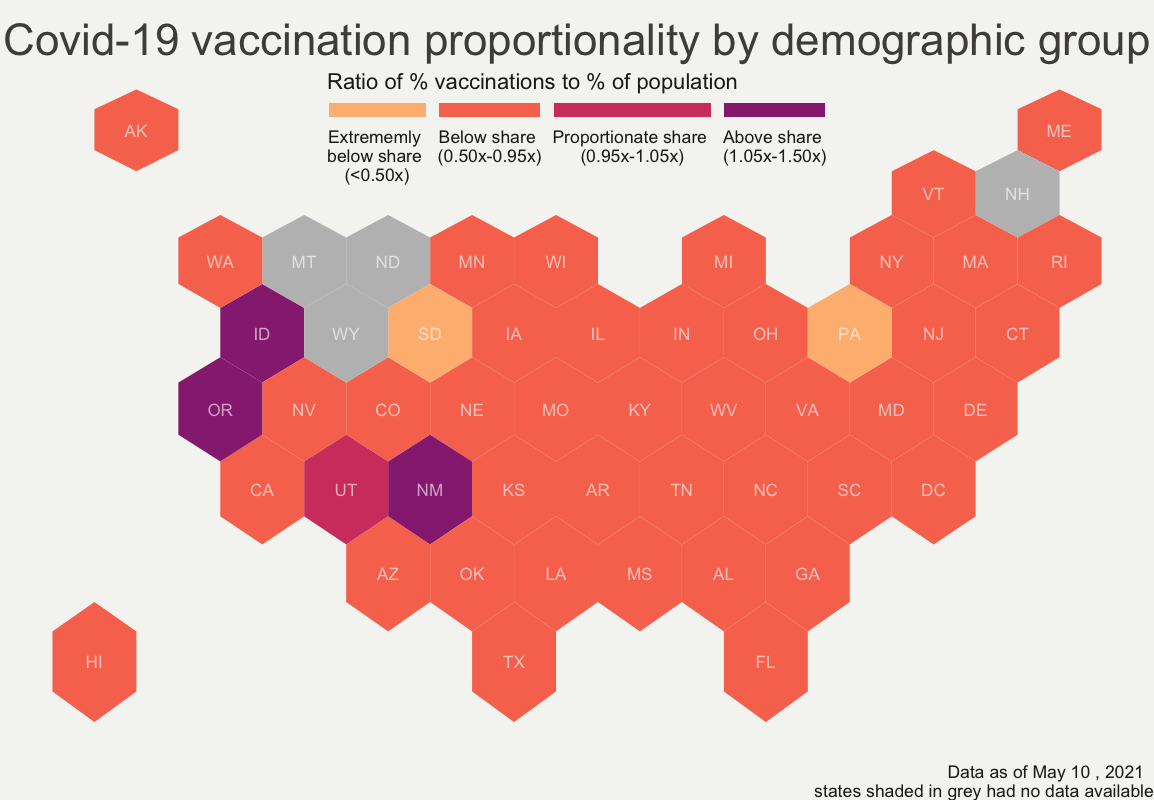 Covid-19 vaccination proportionality by demographic group
Ratio of % vaccinations to % of population
Extrememly
below share
(<0.50x)
Below share
(0.50x-0.95x)
Proportionate share
(0.95x-1.05x)
Above share
(1.05x-1.50x)
AK
ME
VT
NH
WA
MT
ND
MN
WI
MI
NY
MA
RI
ID
WY
SD
IA
IL
IN
OH
PA
NJ
CT
OR
NV
CO
NE
MO
KY
WV
VA
MD
DE
CA
UT
NM
KS
AR
TN
NC
SC
DC
AZ
OK
LA
MS
AL
GA
HI
TX
FL
Data as of May 10 , 2021
states shaded in grey had no data available